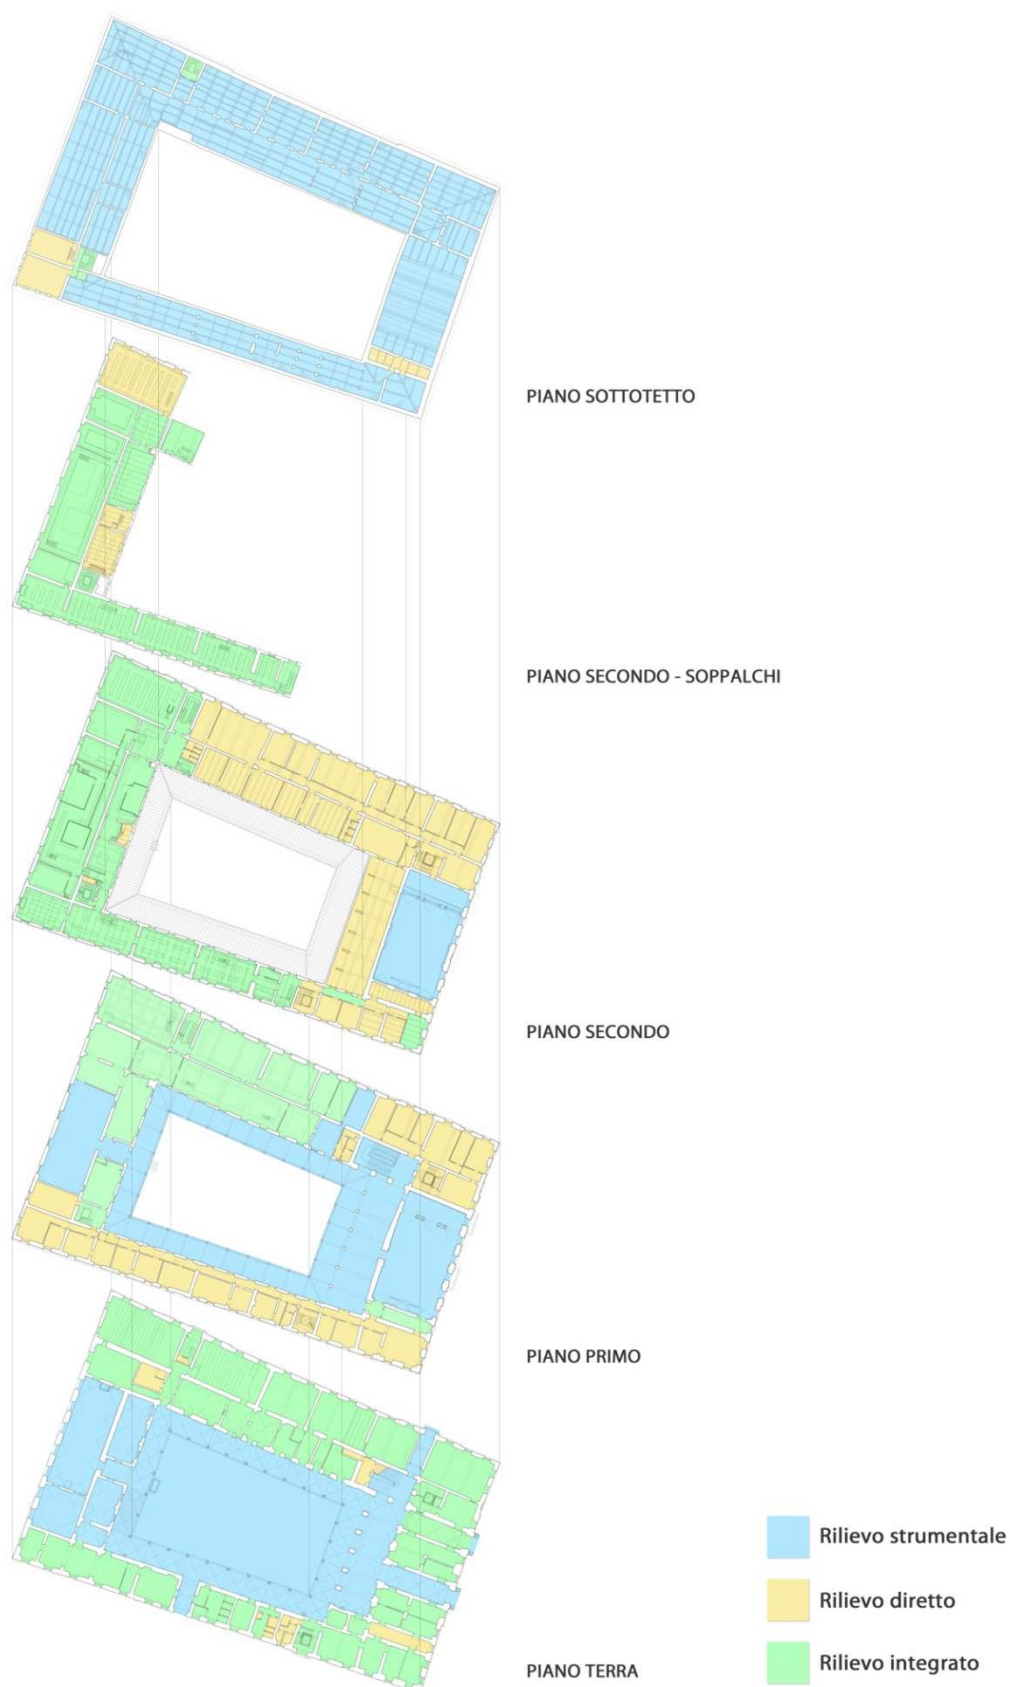 PIANO SOTTOTETTO
PIANO SECONDO - SOPPALCHI
PIANO SECONDO
PIANO PRIMO
PIANO TERRA
Rilievo strumentale
Rilievo diretto
Rilievo integrato